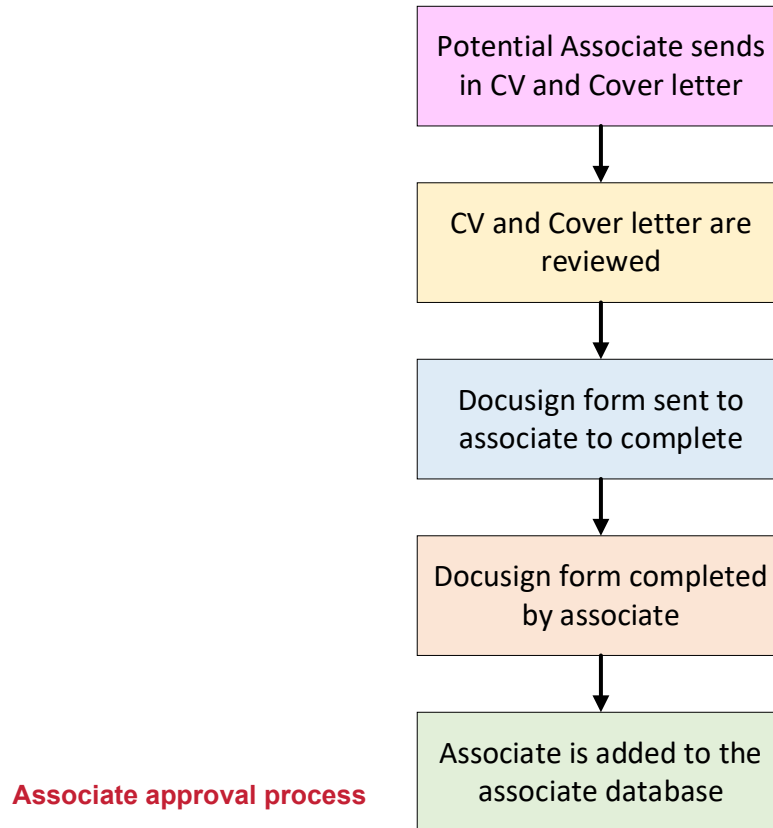 Potential Associate sends
in CV and Cover letter
CV and Cover letter are
reviewed
Docusign form sent to
associate to complete
Docusign form completed
by associate
Associate is added to the
associate database
Associate approval process